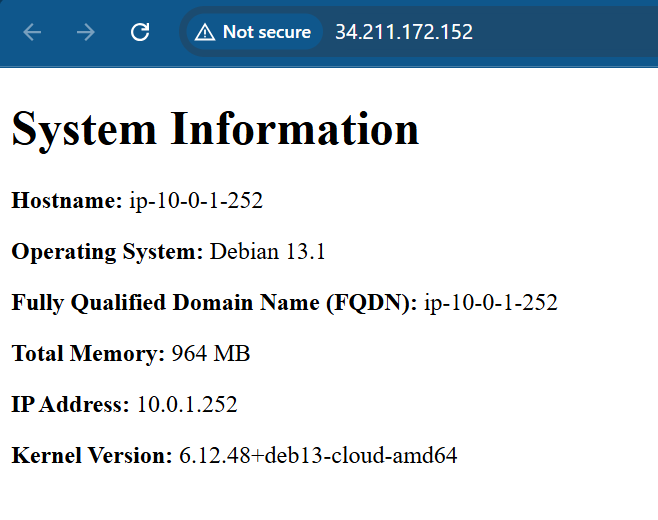 Not secure 34.211.172.152
System Information
Hostname: ip-10-0-1-252
Operating System: Debian 13.1
Fully Qualified Domain Name (FQDN): ip-10-0-1-252
Total Memory: 964 MB
IP Address: 10.0.1.252
Kernel Version: 6.12.48+deb13-cloud-amd64